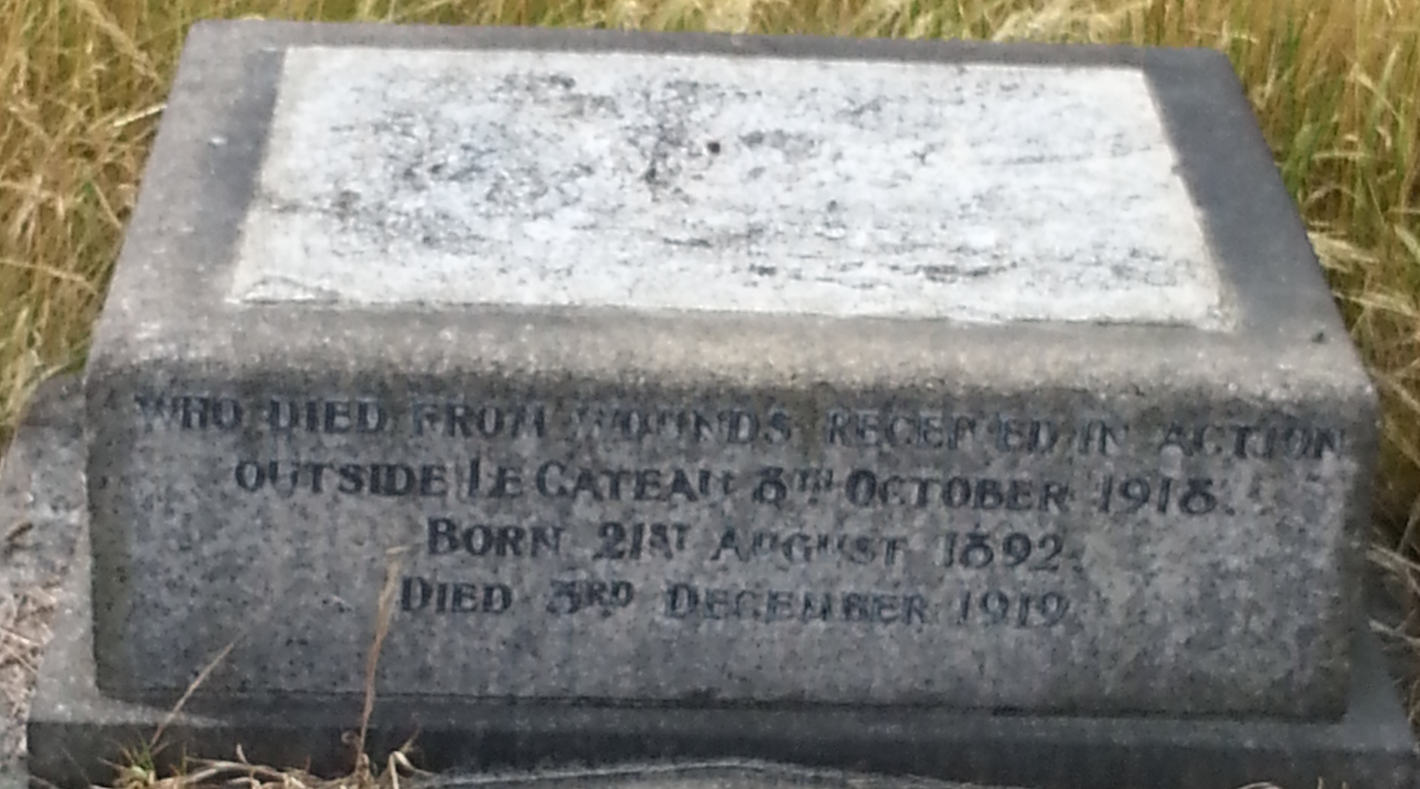 WHO DIED FROM WOUNDS RECEIVED IN ACTION
OUTSIDE LE CATEAU 8TH OCTOBER 1918.
BORN 21ST AUGUST 1892.
DIED 3RD DECEMBER 1919.